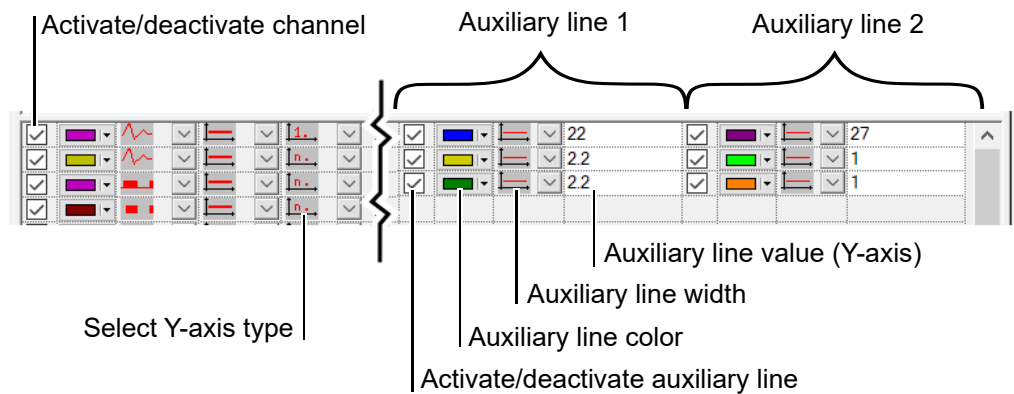 Activate/deactivate channel
Auxiliary line 1
Auxiliary line 2
1.
22
27
n.
2.2
1
n.
2.2
1
n.
Auxiliary line value (Y-axis)
Auxiliary line width
Select Y-axis type
Auxiliary line color
Activate/deactivate auxiliary line